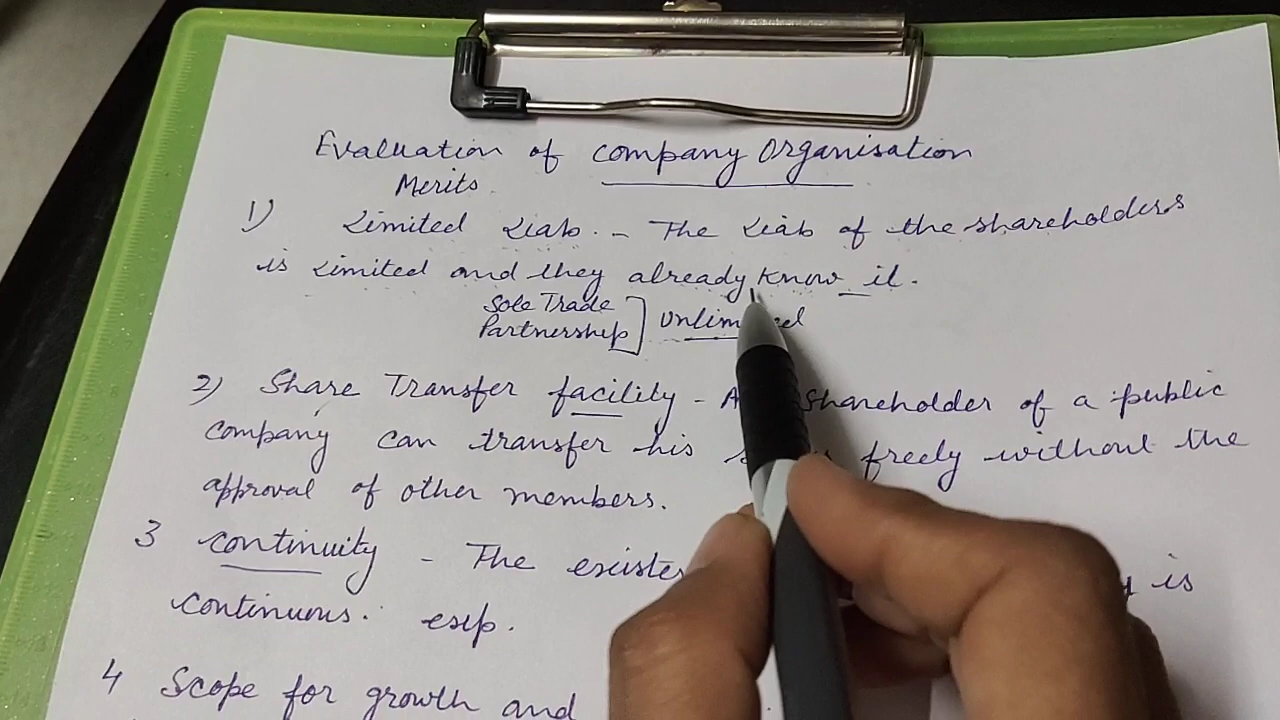 Evaluation of company Organisation
Merits
1) Limited Liab. - The Liab of the shareholders
is Limited and they already know it.
Sole Trade
Partnership ] Unlimited
2) Share Transfer facility - A shareholder of a public
company can transfer his freely without the
approval of other members.
3 continuity - The is
continuous.
4 Scope for growth and